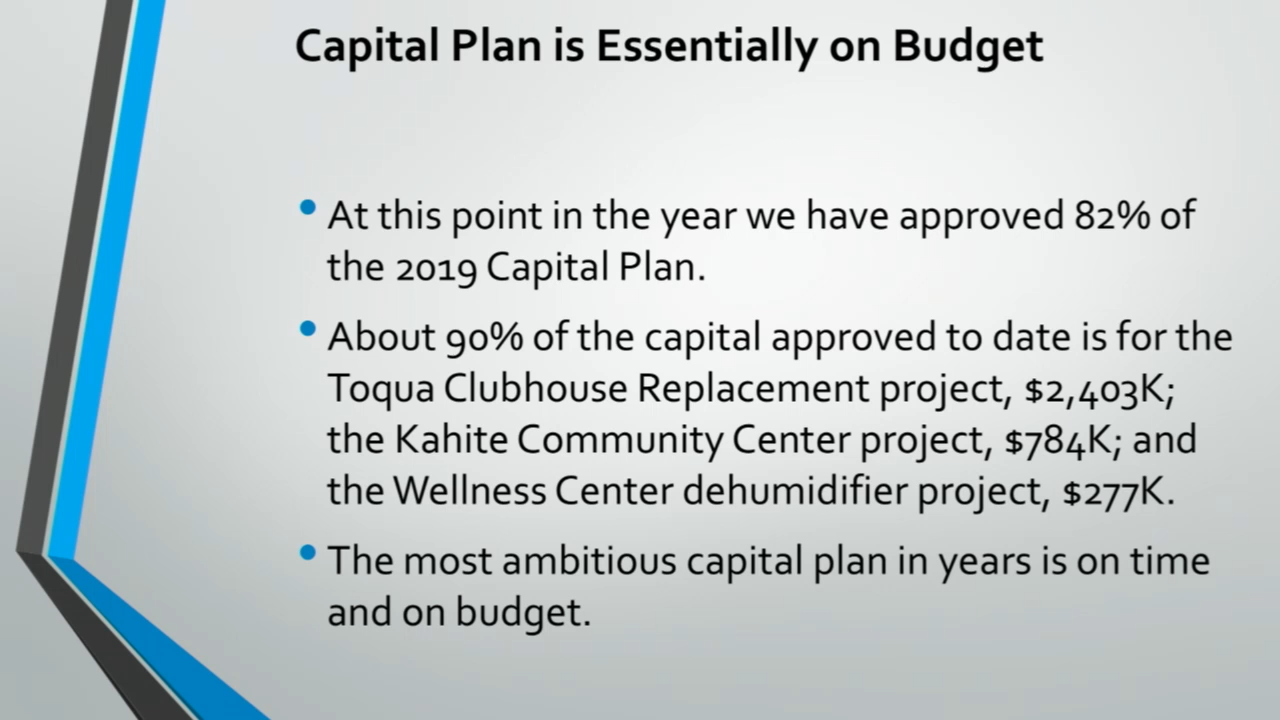 Capital Plan is Essentially on Budget
• At this point in the year we have approved 82% of
the 2019 Capital Plan.
• About 90% of the capital approved to date is for the
Toqua Clubhouse Replacement project, $2,403K;
the Kahite Community Center project, $784K; and
the Wellness Center dehumidifier project, $277K.
• The most ambitious capital plan in years is on time
and on budget.